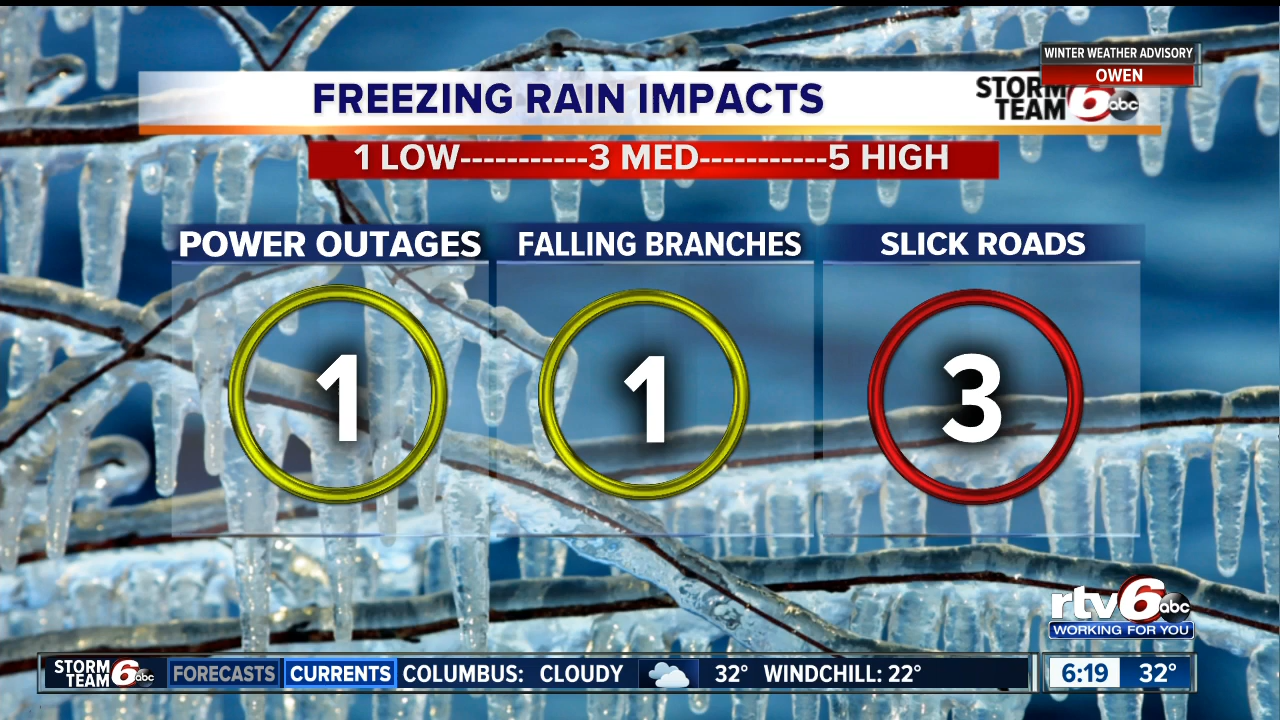 WINTER WEATHER ADVISORY
OWEN
FREEZING RAIN IMPACTS
STORM TEAM 6 abc
1 LOW-----------3 MED-----------5 HIGH
POWER OUTAGES
FALLING BRANCHES
SLICK ROADS
1
1
3
rtv6 abc
WORKING FOR YOU
STORM TEAM 6 abc
FORECASTS
CURRENTS
COLUMBUS: CLOUDY 32° WINDCHILL: 22°
6:19 32°